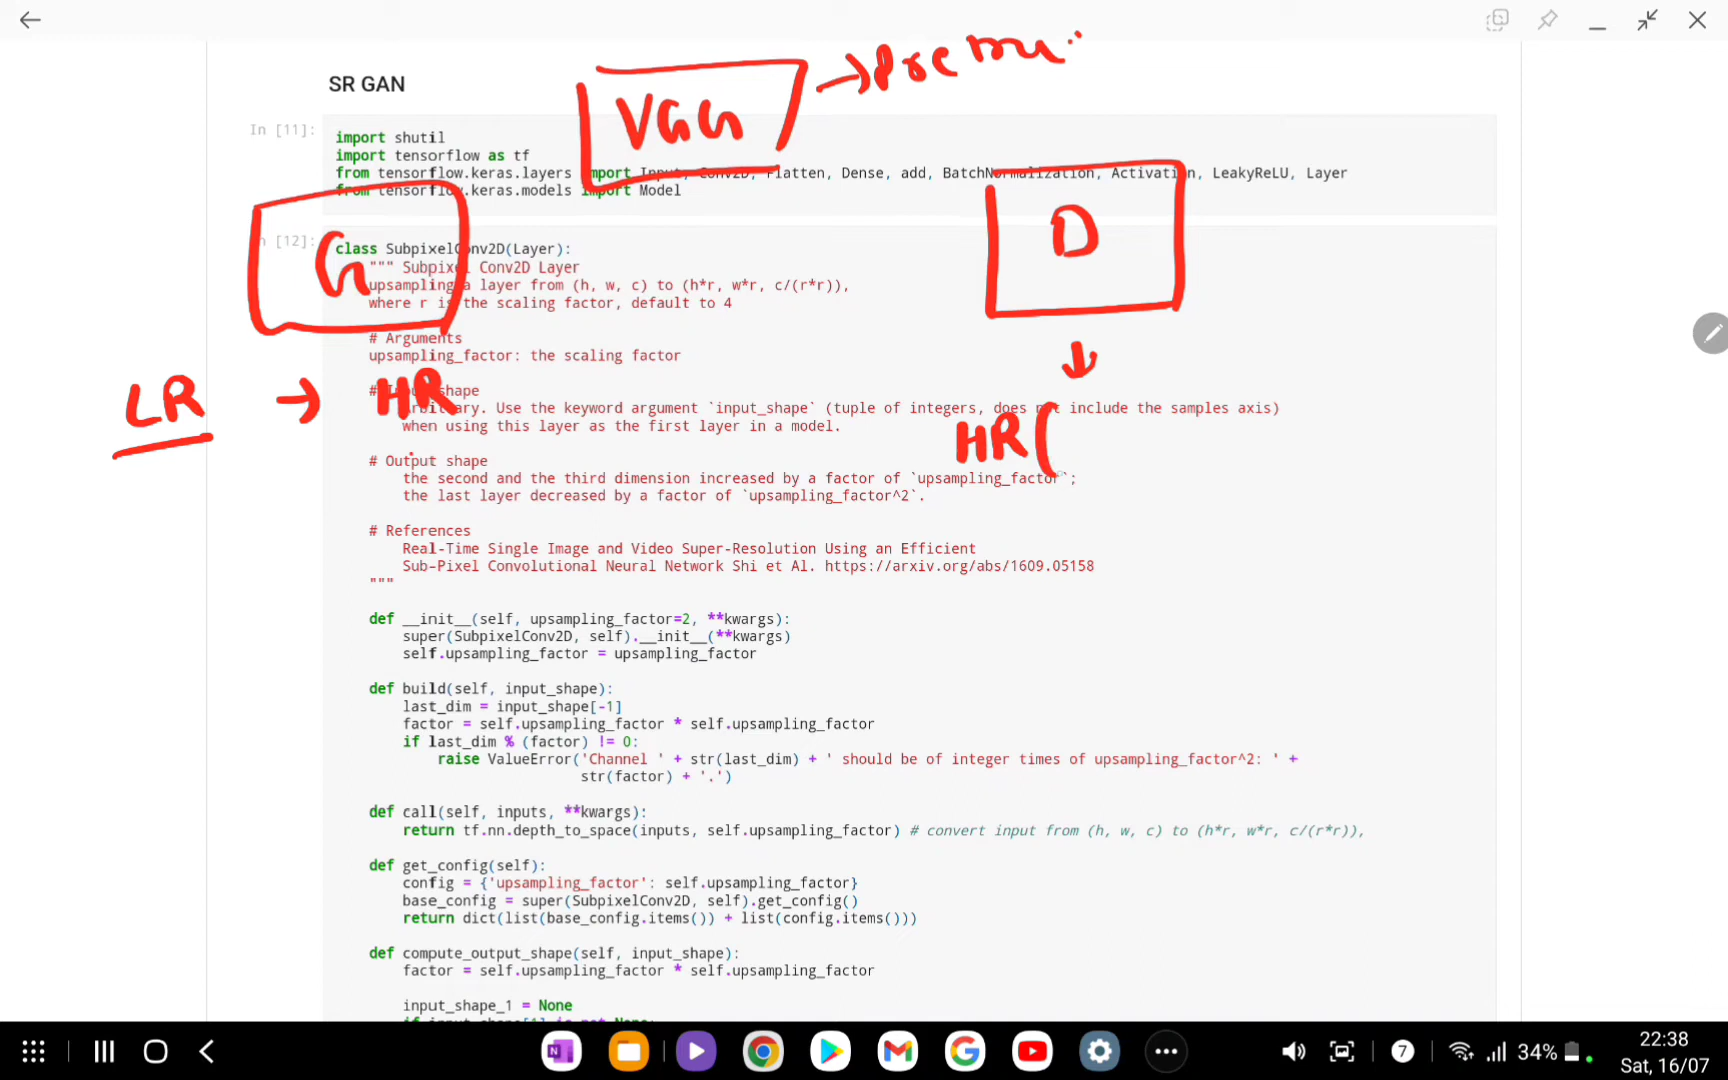 SR GAN
VGG → Pretra
In [11]:
import shutil
import tensorflow as tf
from tensorflow.keras.layers import Input, Conv2D, Flatten, Dense, add, BatchNormalization, Activation, LeakyReLU, Layer
from tensorflow.keras.models import Model
G
D
In [12]:
class SubpixelConv2D(Layer):
""" Subpixel Conv2D Layer
upsampling a layer from (h, w, c) to (h*r, w*r, c/(r*r)),
where r is the scaling factor, default to 4
# Arguments
upsampling_factor: the scaling factor
LR → HR
# Input shape
Arbitrary. Use the keyword argument `input_shape` (tuple of integers, does not include the samples axis)
when using this layer as the first layer in a model.
HR(
# Output shape
the second and the third dimension increased by a factor of `upsampling_factor`;
the last layer decreased by a factor of `upsampling_factor^2`.
# References
Real-Time Single Image and Video Super-Resolution Using an Efficient
Sub-Pixel Convolutional Neural Network Shi et Al. https://arxiv.org/abs/1609.05158
"""
def __init__(self, upsampling_factor=2, **kwargs):
super(SubpixelConv2D, self).__init__(**kwargs)
self.upsampling_factor = upsampling_factor
def build(self, input_shape):
last_dim = input_shape[-1]
factor = self.upsampling_factor * self.upsampling_factor
if last_dim % (factor) != 0:
raise ValueError('Channel ' + str(last_dim) + ' should be of integer times of upsampling_factor^2: ' +
str(factor) + '.')
def call(self, inputs, **kwargs):
return tf.nn.depth_to_space(inputs, self.upsampling_factor) # convert input from (h, w, c) to (h*r, w*r, c/(r*r)),
def get_config(self):
config = {'upsampling_factor': self.upsampling_factor}
base_config = super(SubpixelConv2D, self).get_config()
return dict(list(base_config.items()) + list(config.items()))
def compute_output_shape(self, input_shape):
factor = self.upsampling_factor * self.upsampling_factor
input_shape_1 = None
7
34%
22:38
Sat, 16/07